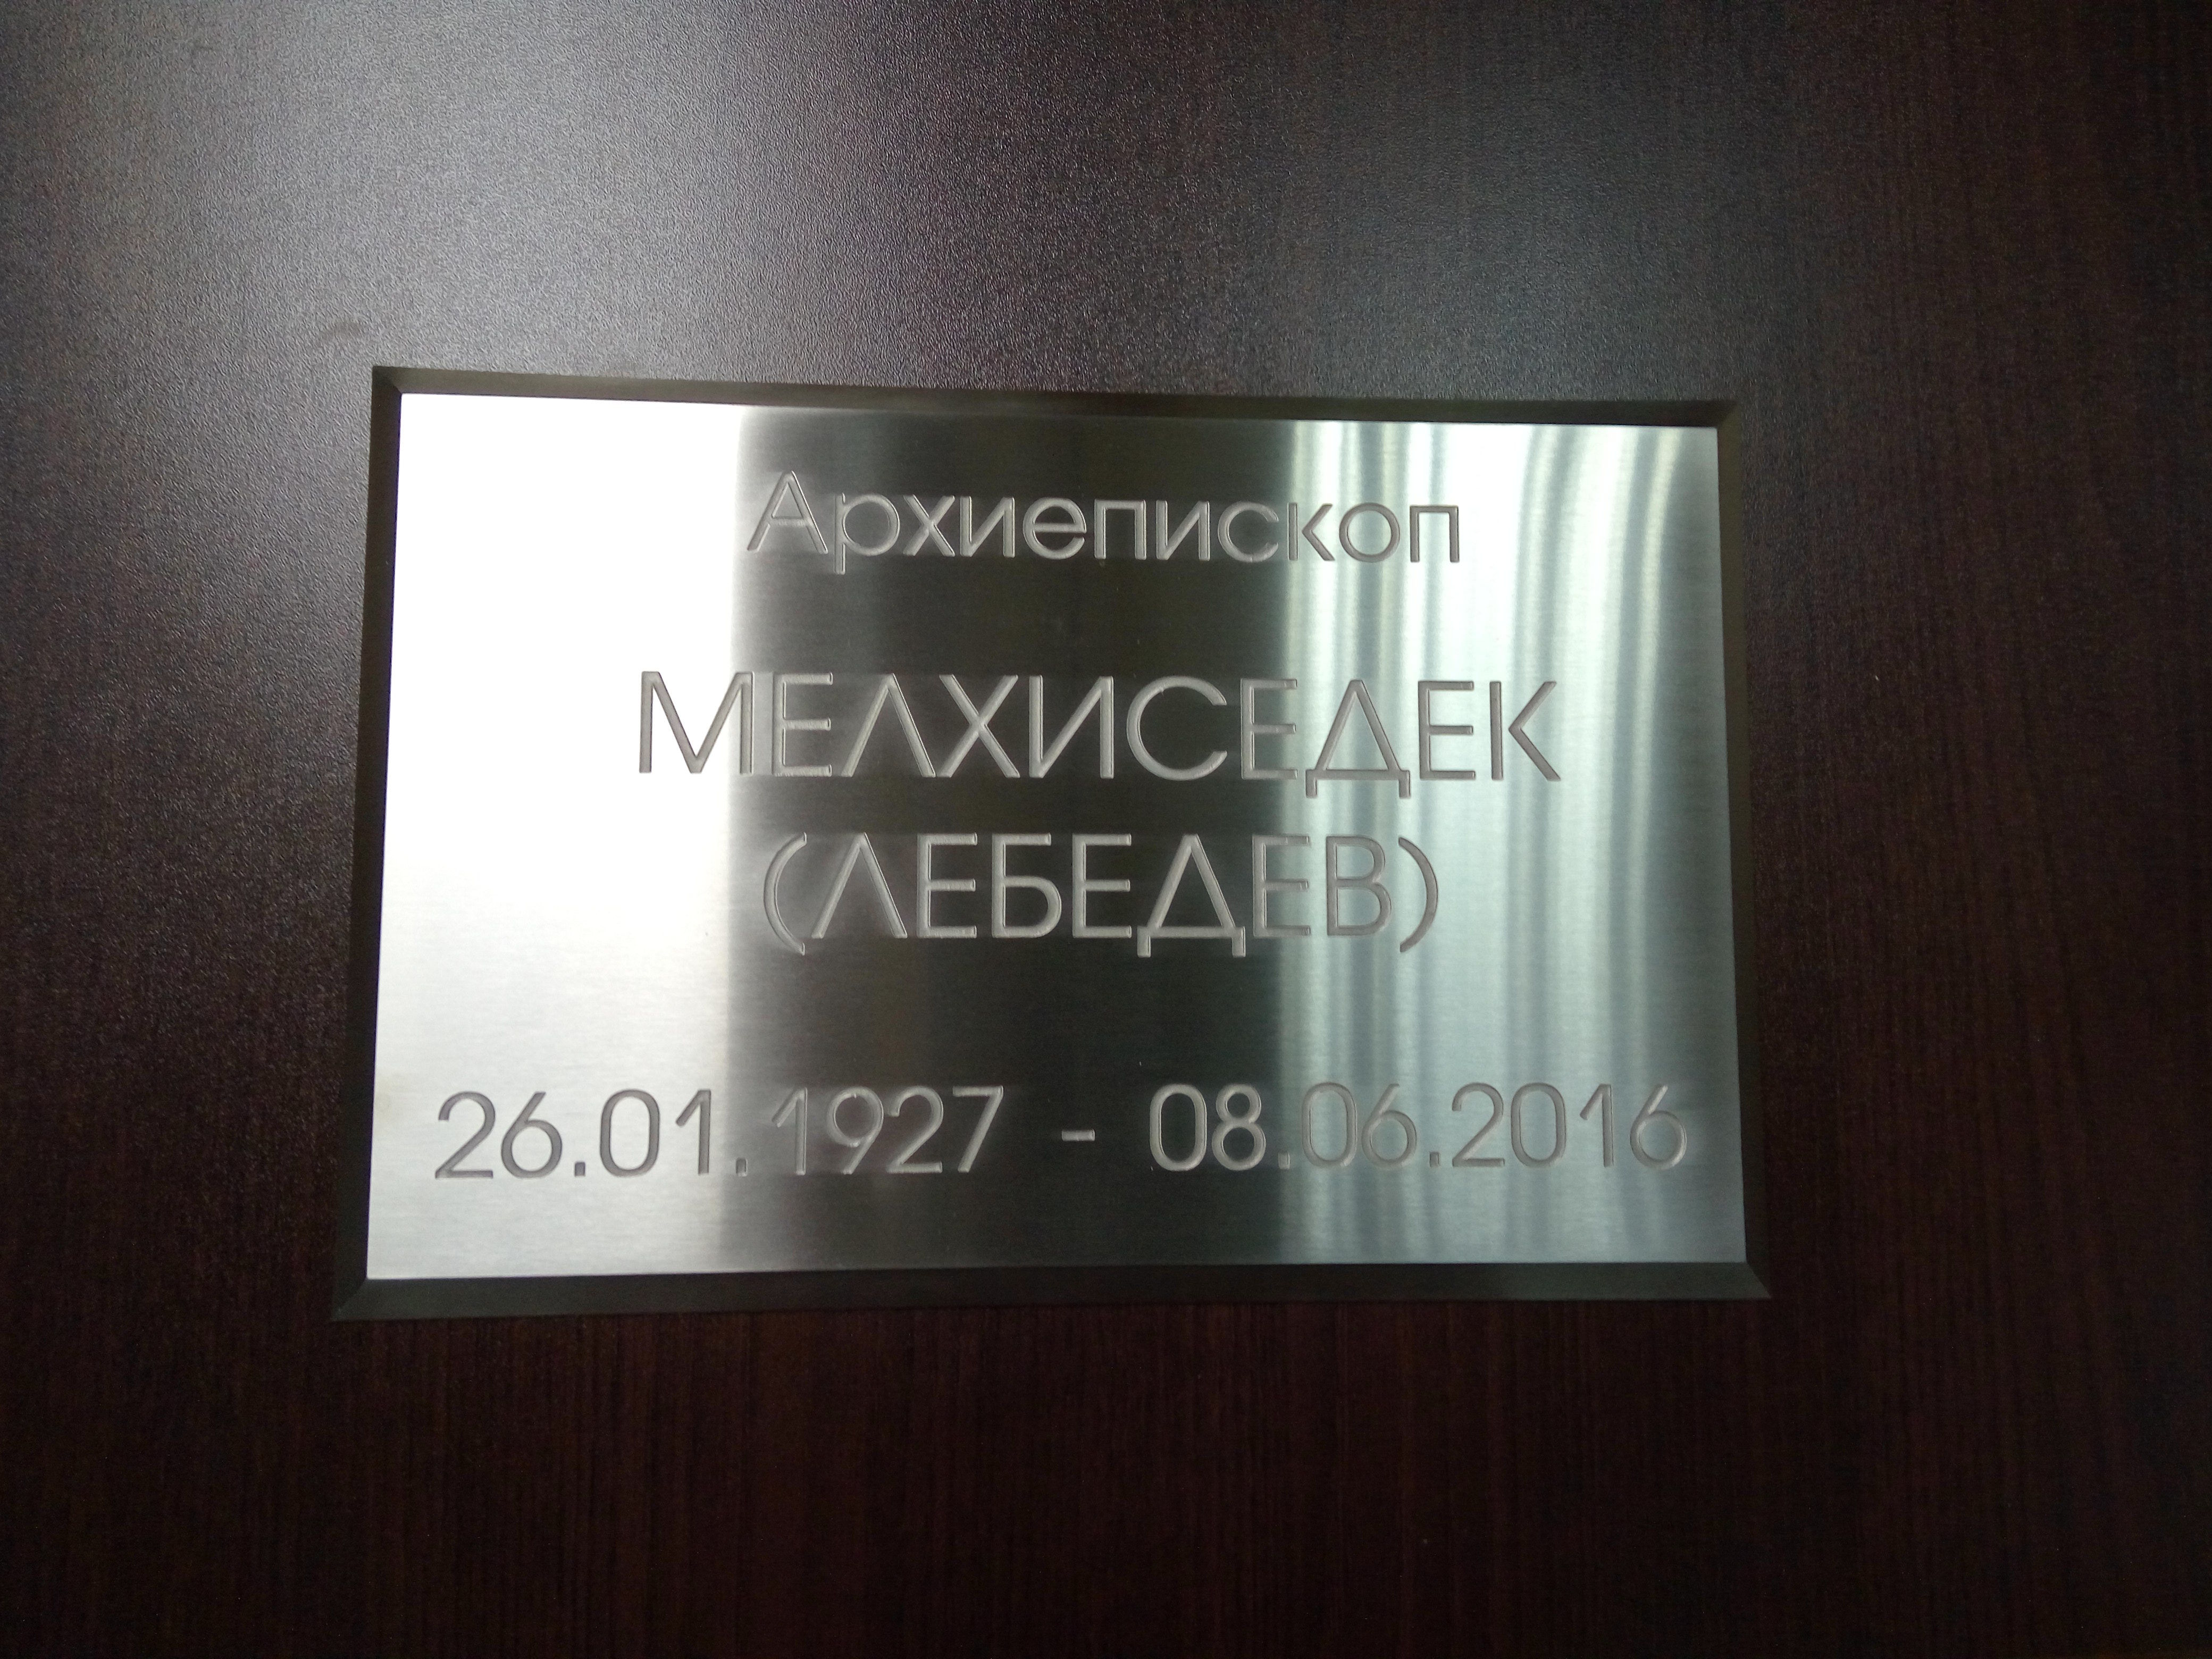 Архиепископ
МЕЛХИСЕДЕК
(ЛЕБЕДЕВ)
26.01.1927 - 08.06.2016